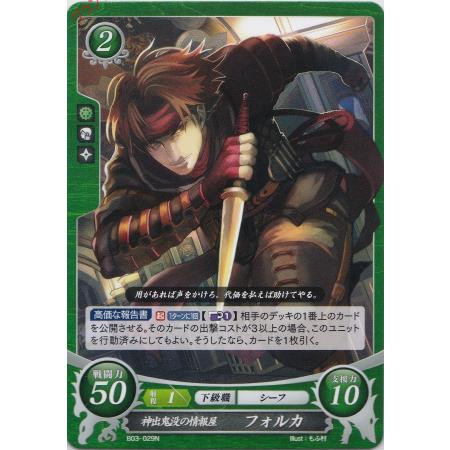 2
用があれば声をかけろ。代価を払えば助けてやる。
高価な報告書 起 1ターンに1回 1 相手のデッキの1番上のカード
を公開させる。そのカードの出撃コストが3以上の場合、このユニット
を行動済みにしてもよい。そうしたなら、カードを1枚引く。
戦闘力
50
射程 1 下級職 シーフ
支援力
10
神出鬼没の情報屋 フォルカ
B03-029N
Illust：もふ村